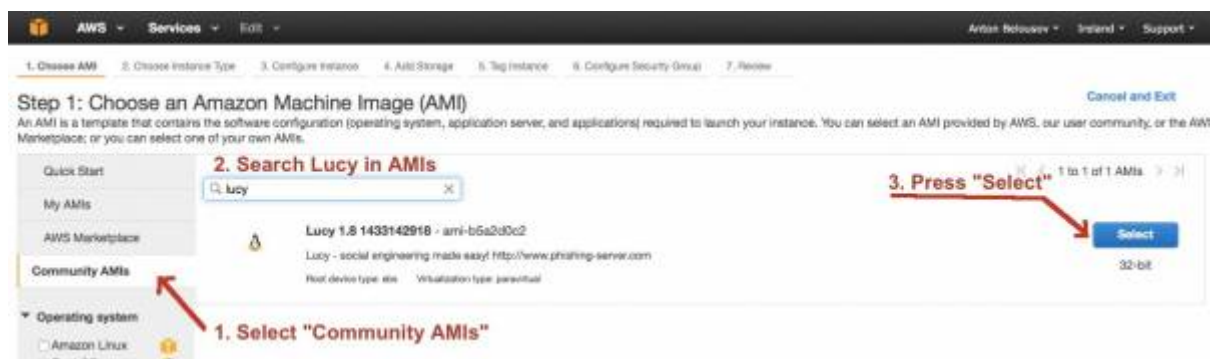 AWS Services Edit Anton Belousov Ireland Support
1. Choose AMI 2. Choose Instance Type 3. Configure Instance 4. Add Storage 5. Tag Instance 6. Configure Security Group 7. Review
Step 1: Choose an Amazon Machine Image (AMI)
Cancel and Exit
An AMI is a template that contains the software configuration (operating system, application server, and applications) required to launch your instance. You can select an AMI provided by AWS, our user community, or the AWS
Marketplace; or you can select one of your own AMIs.
Quick Start
My AMIs
AWS Marketplace
Community AMIs
Operating system
Amazon Linux
2. Search Lucy in AMIs
lucy
1 to 1 of 1 AMIs
3. Press "Select"
Lucy 1.8 1433142918 - ami-b5a2d0c2
Lucy - social engineering made easy! http://www.phishing-server.com
Root device type: ebs Virtualization type: paravirtual
Select
32-bit
1. Select "Community AMIs"